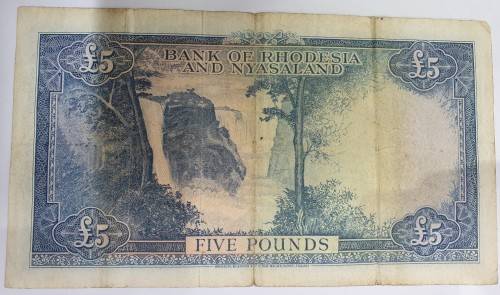 £5 BANK OF RHODESIA £5
AND NYASALAND
£5 FIVE POUNDS £5